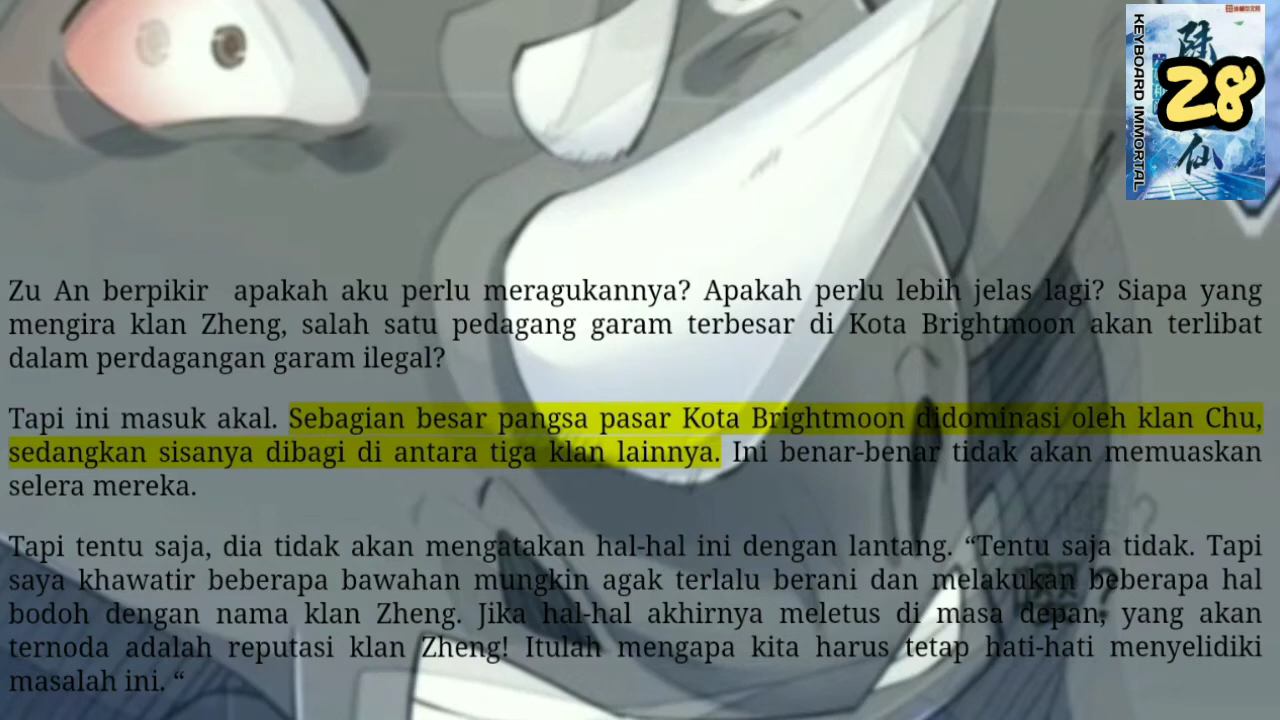 KEYBOARD IMMORTAL
陸
28
仙
Zu An berpikir  apakah aku perlu meragukannya? Apakah perlu lebih jelas lagi? Siapa yang
mengira klan Zheng, salah satu pedagang garam terbesar di Kota Brightmoon akan terlibat
dalam perdagangan garam ilegal?
Tapi ini masuk akal. Sebagian besar pangsa pasar Kota Brightmoon didominasi oleh klan Chu,
sedangkan sisanya dibagi di antara tiga klan lainnya. Ini benar-benar tidak akan memuaskan
selera mereka.
Tapi tentu saja, dia tidak akan mengatakan hal-hal ini dengan lantang. “Tentu saja tidak. Tapi
saya khawatir beberapa bawahan mungkin agak terlalu berani dan melakukan beberapa hal
bodoh dengan nama klan Zheng. Jika hal-hal akhirnya meletus di masa depan, yang akan
ternoda adalah reputasi klan Zheng! Itulah mengapa kita harus tetap hati-hati menyelidiki
masalah ini. “